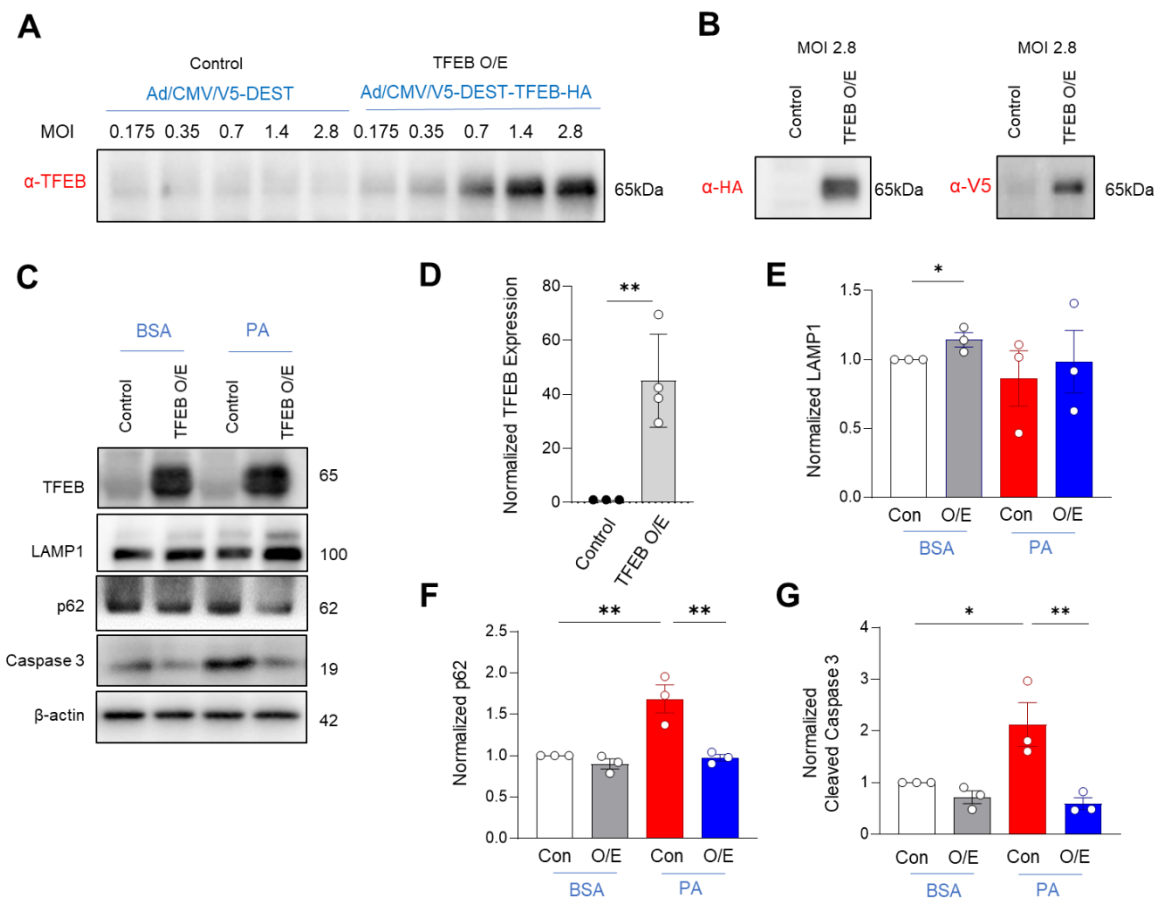 A
Control
TFEB O/E
Ad/CMV/V5-DEST
Ad/CMV/V5-DEST-TFEB-HA
MOI
0.175 0.35 0.7 1.4 2.8 0.175 0.35 0.7 1.4 2.8
α-TFEB
65kDa
B
MOI 2.8
Control
TFEB O/E
α-HA
65kDa
MOI 2.8
Control
TFEB O/E
α-V5
65kDa
C
BSA
PA
Control
TFEB O/E
Control
TFEB O/E
TFEB
65
LAMP1
100
p62
62
Caspase 3
19
β-actin
42
D
Normalized TFEB Expression
80
60
40
20
0
**
Control
TFEB O/E
E
Normalized LAMP1
1.5
1.0
0.5
0.0
*
Con O/E Con O/E
BSA PA
F
Normalized p62
2.5
2.0
1.5
1.0
0.5
0.0
** **
Con O/E Con O/E
BSA PA
G
Normalized
Cleaved Caspase 3
4
3
2
1
0
* **
Con O/E Con O/E
BSA PA